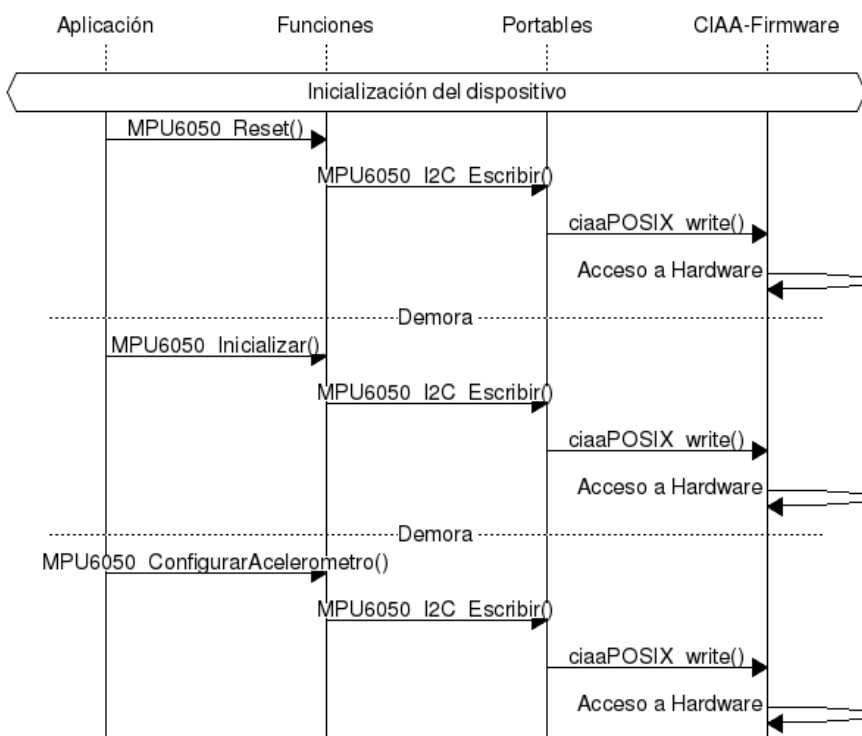 Aplicación Funciones Portables CIAA-Firmware
Inicialización del dispositivo
MPU6050_Reset()
MPU6050_I2C_Escribir()
ciaaPOSIX_write()
Acceso a Hardware
Demora
MPU6050_Inicializar()
MPU6050_I2C_Escribir()
ciaaPOSIX_write()
Acceso a Hardware
Demora
MPU6050_ConfigurarAcelerometro()
MPU6050_I2C_Escribir()
ciaaPOSIX_write()
Acceso a Hardware